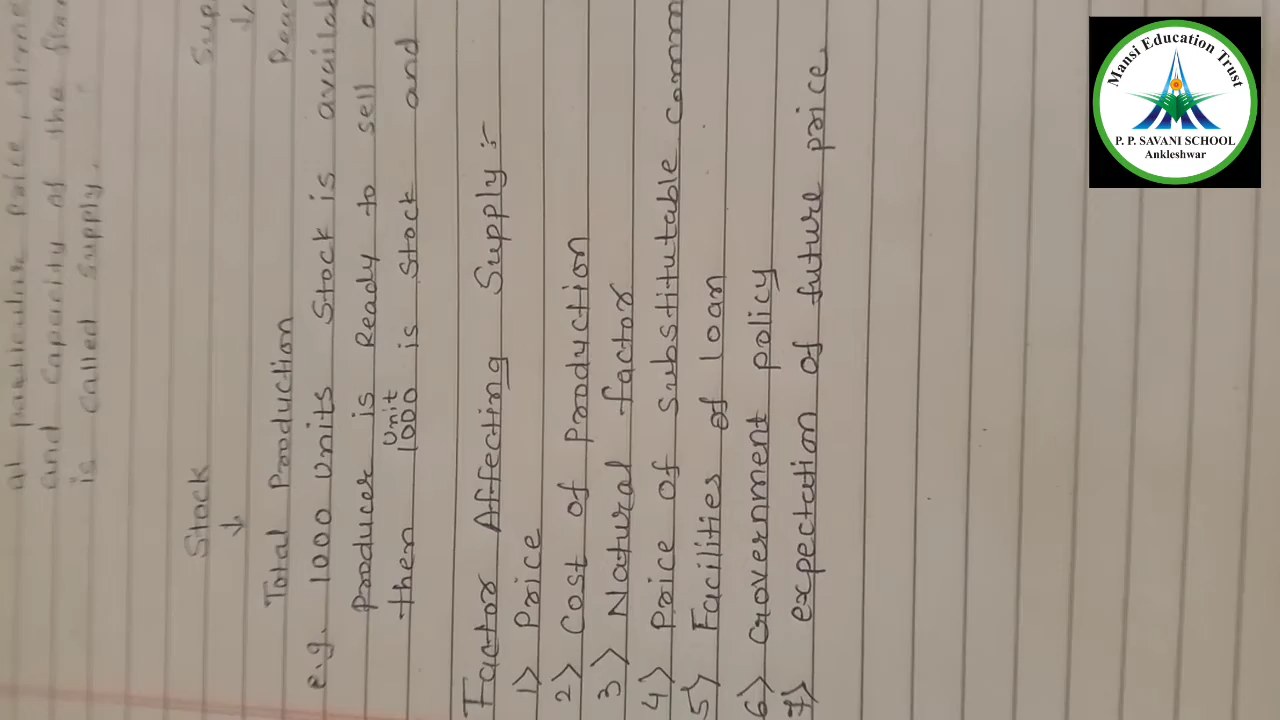 at particular price, time
and capacity of the
is called supply.
Stock
↓ ↓
Total Production
e.g. 1000 units Stock is
producer is Ready to sell
unit
then 1000 is stock and
Factor Affecting Supply :-
1) Price
2) Cost of production
3) Natural factor
4) Price of substitutable comm
5) Facilities of loan
6) Government policy
7) expectation of future price.
Mansi Education Trust
P. P. SAVANI SCHOOL
Ankleshwar